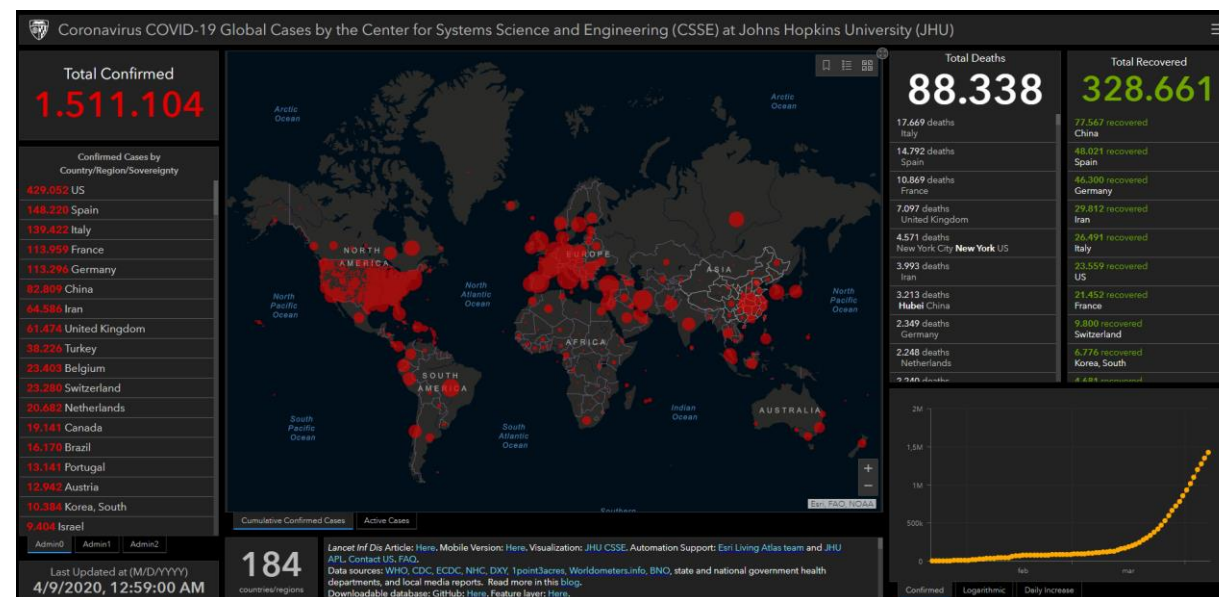 Coronavirus COVID-19 Global Cases by the Center for Systems Science and Engineering (CSSE) at Johns Hopkins University (JHU)
Total Confirmed
1.511.104
Confirmed Cases by
Country/Region/Sovereignty
429.052 US
148.220 Spain
139.422 Italy
113.959 France
113.296 Germany
82.809 China
64.586 Iran
61.474 United Kingdom
38.226 Turkey
23.403 Belgium
23.280 Switzerland
20.682 Netherlands
19.141 Canada
16.170 Brazil
13.141 Portugal
12.942 Austria
10.384 Korea, South
9.404 Israel
Admin0 Admin1 Admin2
Last Updated at (M/D/YYYY)
4/9/2020, 12:59:00 AM
Arctic
Ocean
Arctic
Ocean
NORTH
AMERICA
EUROPE
ASIA
North
Pacific
Ocean
North
Atlantic
Ocean
North
Pacific
Ocean
AFRICA
SOUTH
AMERICA
Indian
Ocean
AUSTRALIA
South
Pacific
Ocean
South
Atlantic
Ocean
Southern
+
−
Esri, FAO, NOAA
Cumulative Confirmed Cases Active Cases
184
countries/regions
Lancet Inf Dis Article: Here. Mobile Version: Here. Visualization: JHU CSSE. Automation Support: Esri Living Atlas team and JHU
APL. Contact US. FAQ.
Data sources: WHO, CDC, ECDC, NHC, DXY, 1point3acres, Worldometers.info, BNO, state and national government health
departments, and local media reports. Read more in this blog.
Downloadable database: GitHub: Here. Feature layer: Here.
Total Deaths
88.338
17.669 deaths
Italy
14.792 deaths
Spain
10.869 deaths
France
7.097 deaths
United Kingdom
4.571 deaths
New York City New York US
3.993 deaths
Iran
3.213 deaths
Hubei China
2.349 deaths
Germany
2.248 deaths
Netherlands
2.240 deaths
Total Recovered
328.661
77.567 recovered
China
48.021 recovered
Spain
46.300 recovered
Germany
29.812 recovered
Iran
26.491 recovered
Italy
23.559 recovered
US
21.452 recovered
France
9.800 recovered
Switzerland
6.776 recovered
Korea, South
4.681 recovered
2M
1,5M
1M
500k
0
feb mar
Confirmed Logarithmic Daily Increase